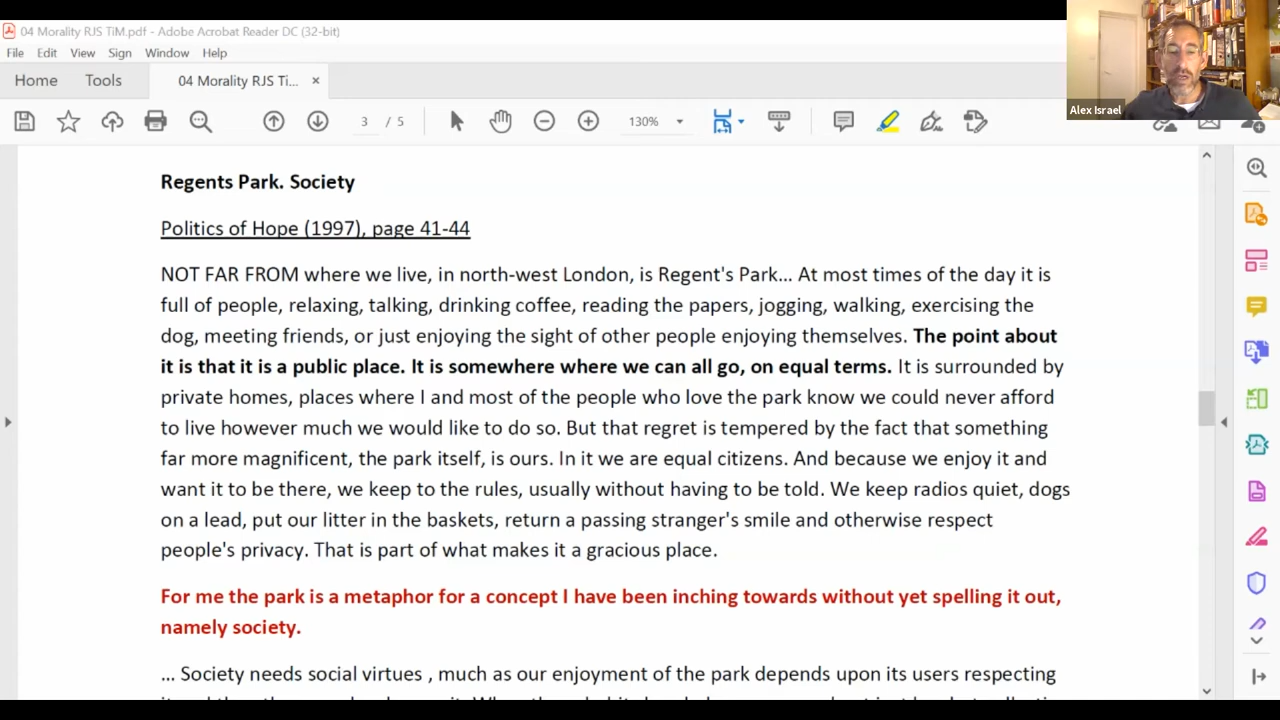 04 Morality RJS TiM.pdf - Adobe Acrobat Reader DC (32-bit)
File Edit View Sign Window Help
Home Tools 04 Morality RJS Ti... ×
3 / 5 130%
Alex Israel
Regents Park. Society
Politics of Hope (1997), page 41-44
NOT FAR FROM where we live, in north-west London, is Regent's Park... At most times of the day it is
full of people, relaxing, talking, drinking coffee, reading the papers, jogging, walking, exercising the
dog, meeting friends, or just enjoying the sight of other people enjoying themselves. The point about
it is that it is a public place. It is somewhere where we can all go, on equal terms. It is surrounded by
private homes, places where I and most of the people who love the park know we could never afford
to live however much we would like to do so. But that regret is tempered by the fact that something
far more magnificent, the park itself, is ours. In it we are equal citizens. And because we enjoy it and
want it to be there, we keep to the rules, usually without having to be told. We keep radios quiet, dogs
on a lead, put our litter in the baskets, return a passing stranger's smile and otherwise respect
people's privacy. That is part of what makes it a gracious place.
For me the park is a metaphor for a concept I have been inching towards without yet spelling it out,
namely society.
... Society needs social virtues , much as our enjoyment of the park depends upon its users respecting